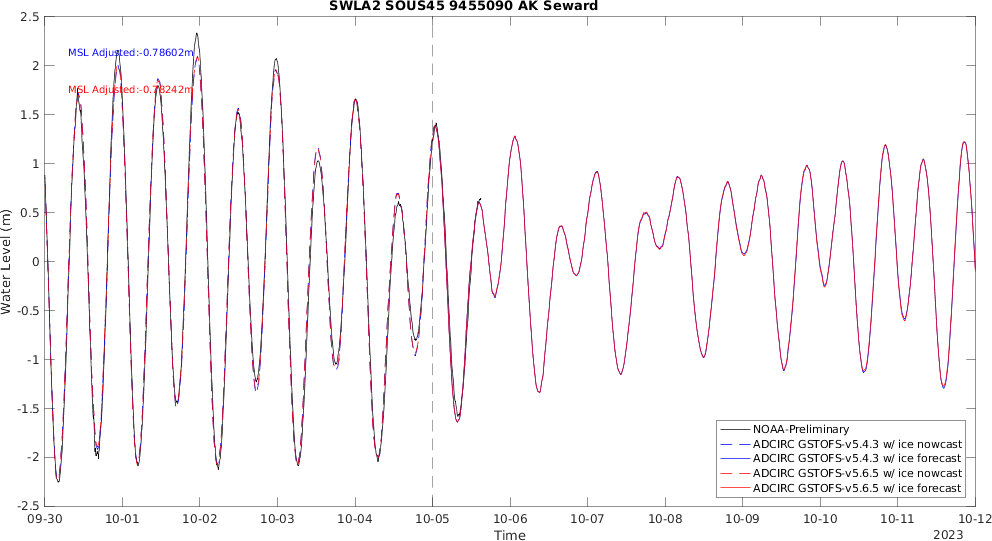 SWLA2 SOUS45 9455090 AK Seward
2.5
2
1.5
1
0.5
0
-0.5
-1
-1.5
-2
-2.5
Water Level (m)
MSL Adjusted:-0.78602m
MSL Adjusted:-0.78242m
NOAA-Preliminary
ADCIRC GSTOFS-v5.4.3 w/ ice nowcast
ADCIRC GSTOFS-v5.4.3 w/ ice forecast
ADCIRC GSTOFS-v5.6.5 w/ ice nowcast
ADCIRC GSTOFS-v5.6.5 w/ ice forecast
09-30 10-01 10-02 10-03 10-04 10-05 10-06 10-07 10-08 10-09 10-10 10-11 10-12
Time
2023